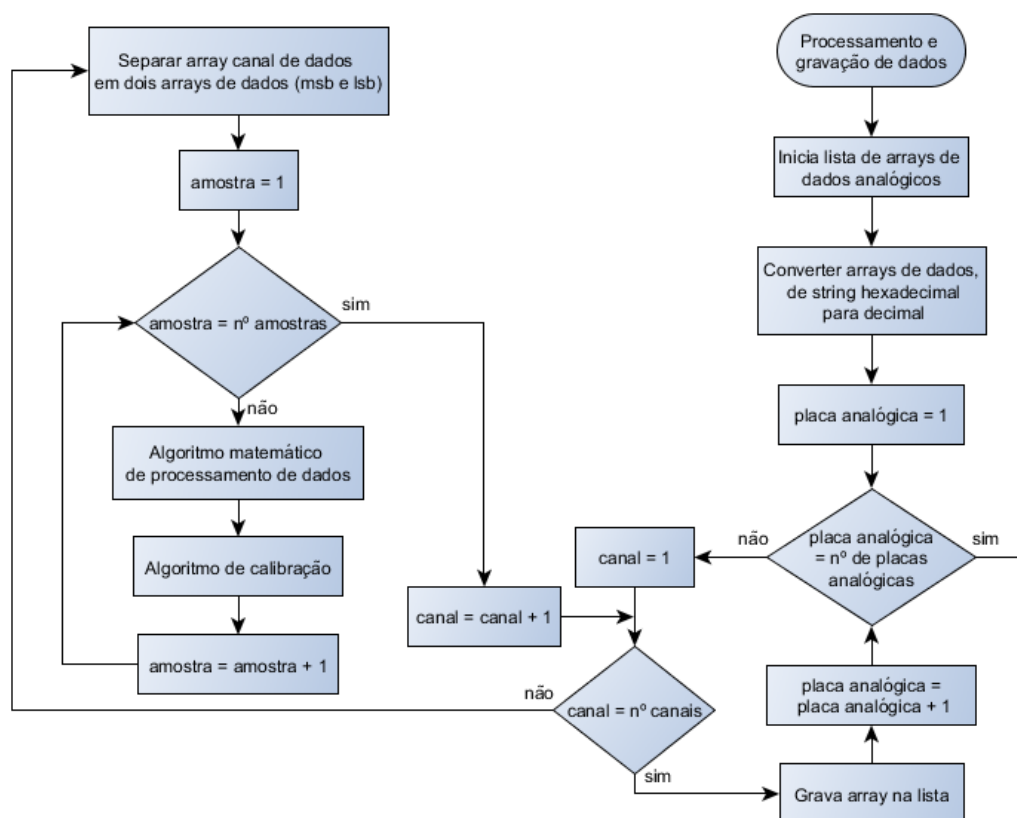 Processamento e
gravação de dados
Inicia lista de arrays de
dados analógicos
Converter arrays de dados,
de string hexadecimal
para decimal
placa analógica = 1
placa analógica
= nº de placas
analógicas
não
sim
canal = 1
canal = nº canais
não
sim
Separar array canal de dados
em dois arrays de dados (msb e lsb)
amostra = 1
amostra = nº amostras
sim
não
Algoritmo matemático
de processamento de dados
Algoritmo de calibração
amostra = amostra + 1
canal = canal + 1
Grava array na lista
placa analógica =
placa analógica + 1